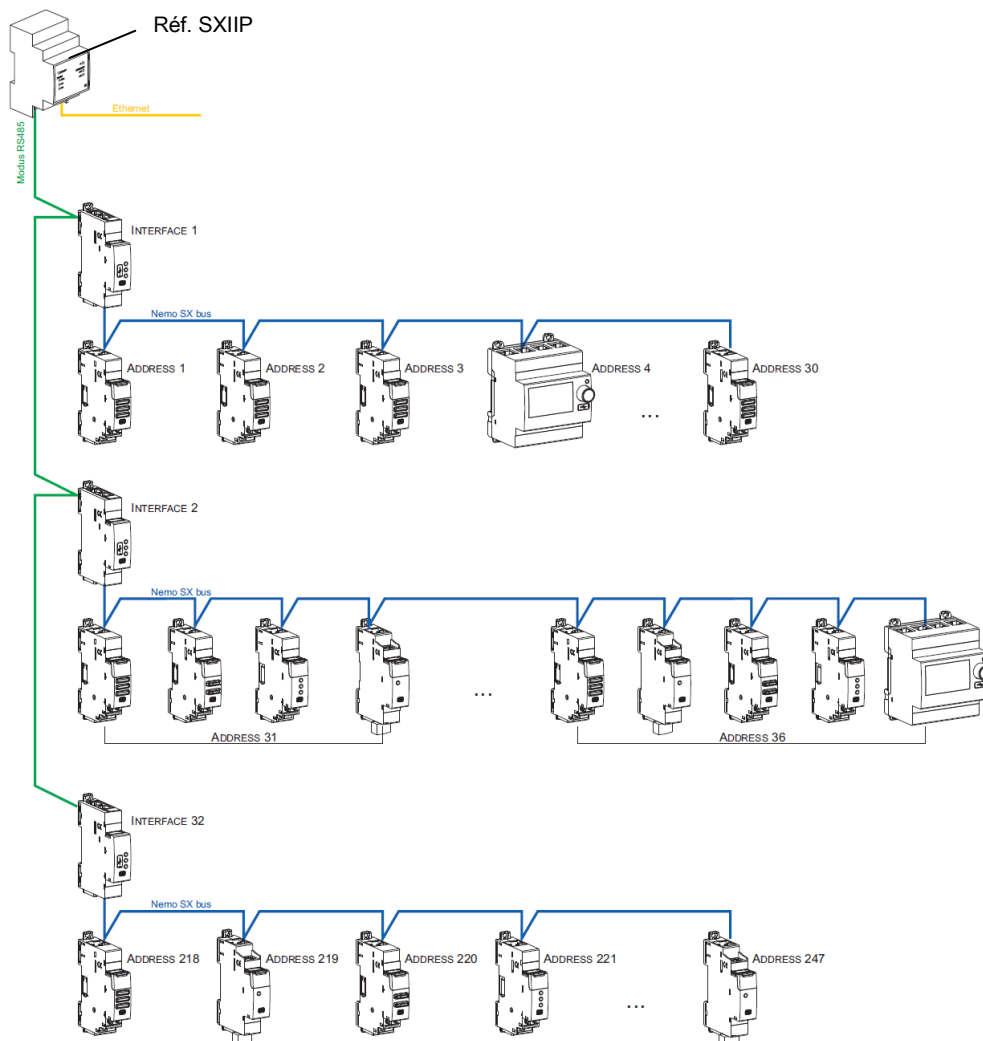 Réf. SXIIP
Ethernet
Modus RS485
INTERFACE 1
Nemo SX bus
ADDRESS 1
ADDRESS 2
ADDRESS 3
ADDRESS 4
ADDRESS 30
...
INTERFACE 2
Nemo SX bus
...
ADDRESS 31
ADDRESS 36
INTERFACE 32
Nemo SX bus
ADDRESS 218
ADDRESS 219
ADDRESS 220
ADDRESS 221
ADDRESS 247
...